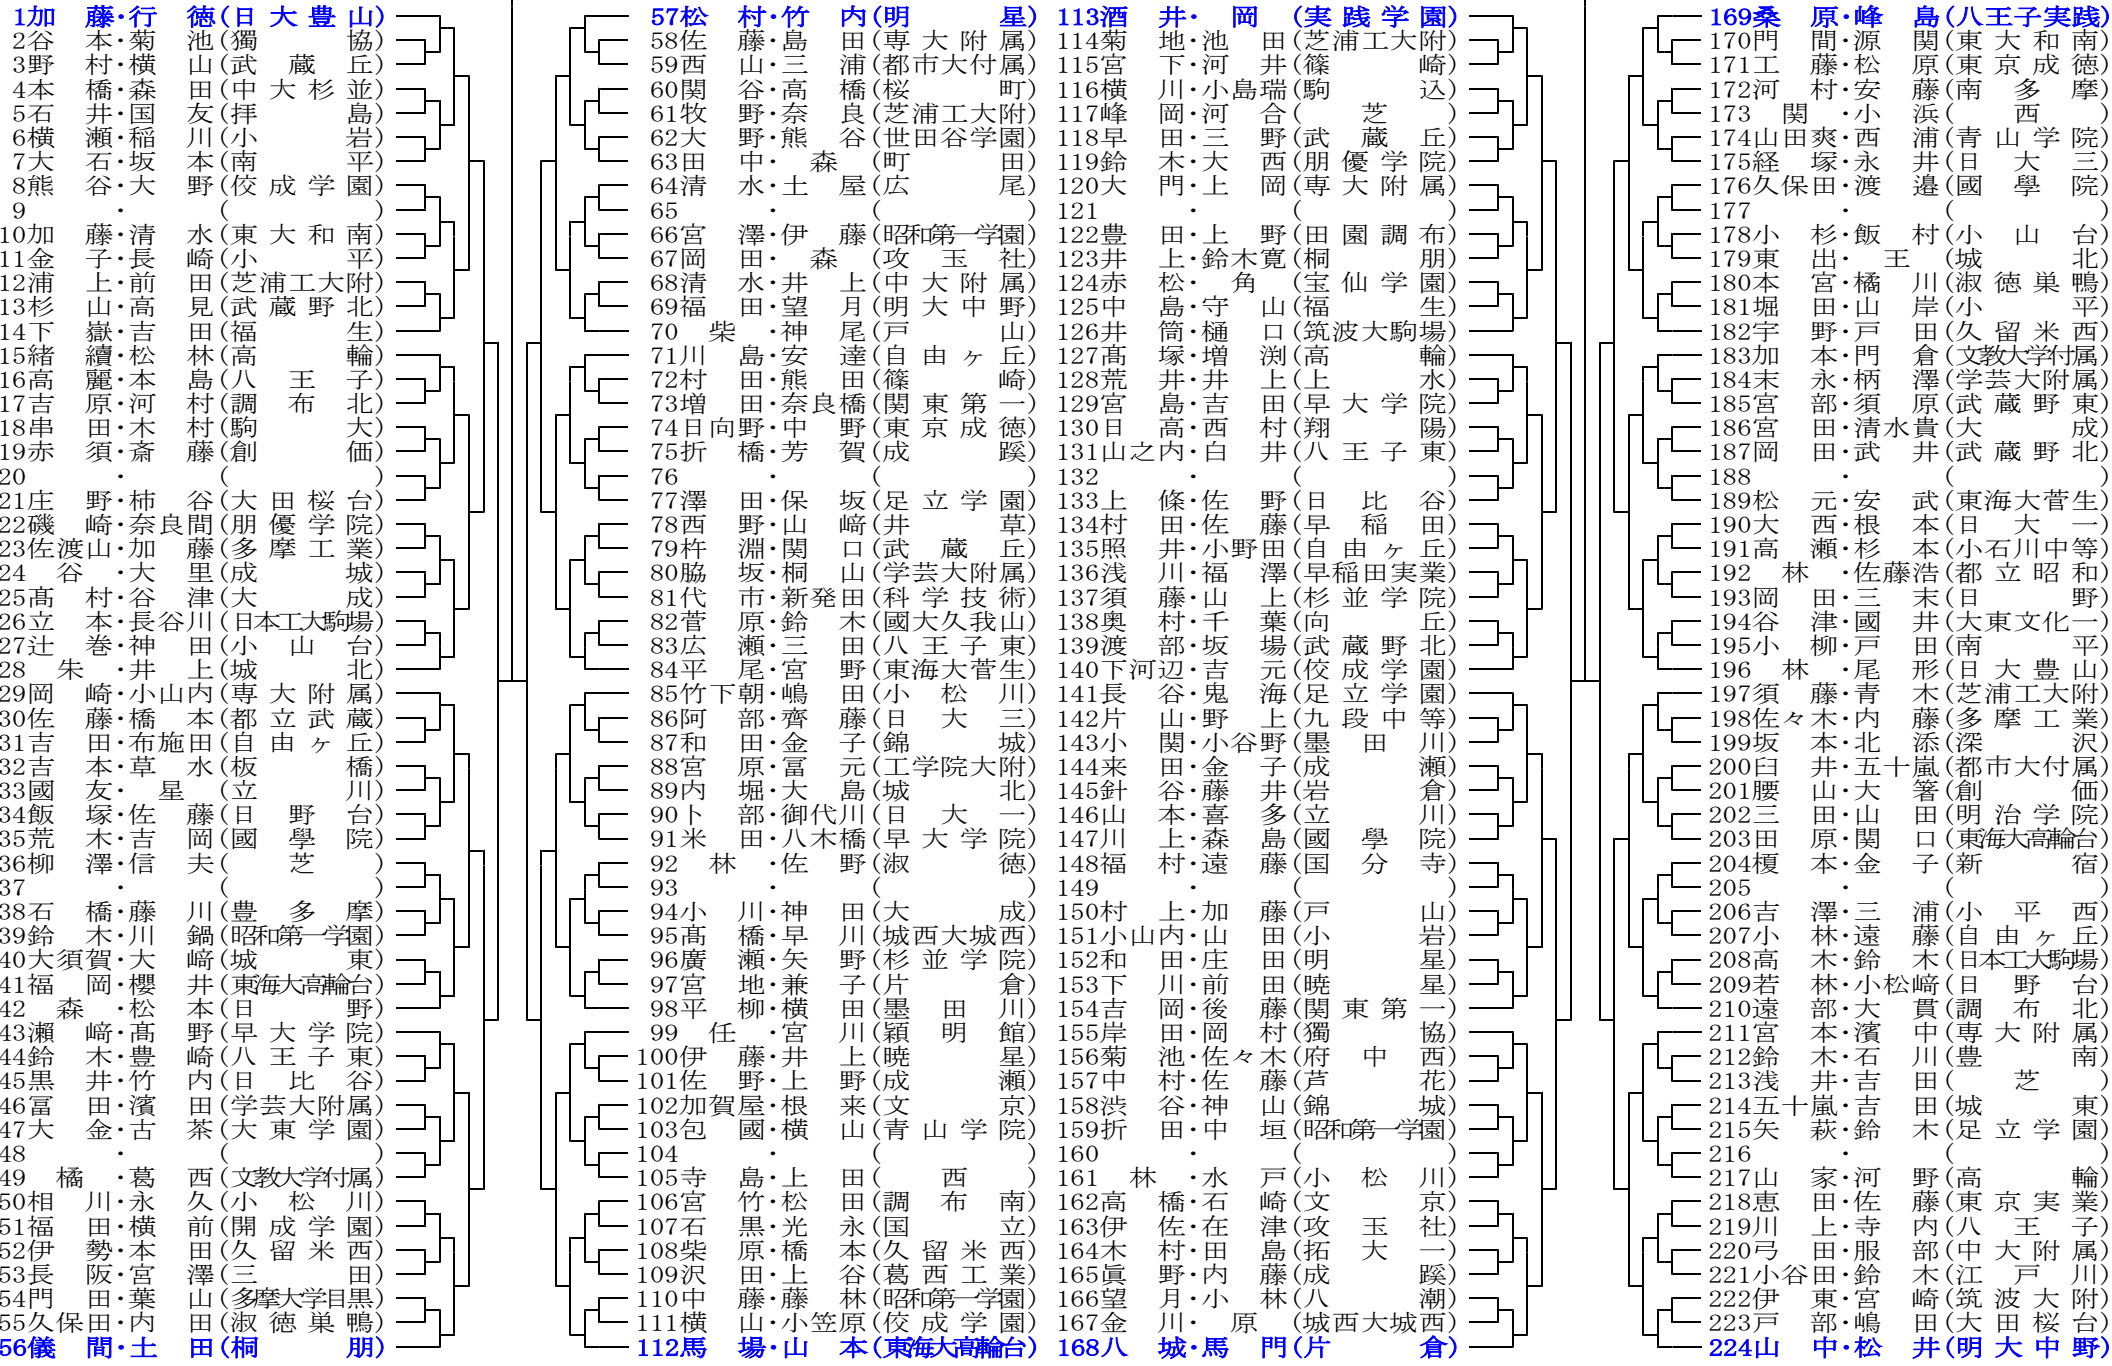 1加藤・行徳(日大豊山)
2谷本・菊池(獨協)
3野村・横山(武蔵丘)
4本橋・森田(中大杉並)
5石井・国友(拝島)
6横瀬・稲川(小岩)
7大石・坂本(南平)
8熊谷・大野(佼成学園)
9・()
10加藤・清水(東大和南)
11金子・長崎(小平)
12浦上・前田(芝浦工大附)
13杉山・高見(武蔵野北)
14下嶽・吉田(福生)
15緒續・松林(高輪)
16高麗・本島(八王子)
17吉原・河村(調布北)
18串田・木村(駒大)
19赤須・斎藤(創価)
20・()
21庄野・柿谷(大田桜台)
22磯崎・奈良間(朋優学院)
23佐渡山・加藤(多摩工業)
24谷・大里(成城)
25髙村・谷津(大成)
26立本・長谷川(日本工大駒場)
27辻巻・神田(小山台)
28朱・井上(城北)
29岡崎・小山内(専大附属)
30佐藤・橋本(都立武蔵)
31吉田・布施田(自由ヶ丘)
32吉本・草水(板橋)
33國友・星(立川)
34飯塚・佐藤(日野台)
35荒木・吉岡(國學院)
36柳澤・信夫(芝)
37・()
38石橋・藤川(豊多摩)
39鈴木・川鍋(昭和第一学園)
40大須賀・大﨑(城東)
41福岡・櫻井(東海大高輪台)
42森・松本(日野)
43瀬﨑・髙野(早大学院)
44鈴木・豊崎(八王子東)
45黒井・竹内(日比谷)
46冨田・濱田(学芸大附属)
47大金・古茶(大東学園)
48・()
49橘・葛西(文教大学付属)
50相川・永久(小松川)
51福田・横前(開成学園)
52伊勢・本田(久留米西)
53長阪・宮澤(三田)
54門田・葉山(多摩大学目黒)
55久保田・内田(淑徳巣鴨)
56儀間・土田(桐朋)
57松村・竹内(明星)
58佐藤・島田(専大附属)
59西山・三浦(都市大付属)
60関谷・高橋(桜町)
61牧野・奈良(芝浦工大附)
62大野・熊谷(世田谷学園)
63田中・森(町田)
64清水・土屋(広尾)
65・()
66宮澤・伊藤(昭和第一学園)
67岡田・森(攻玉社)
68清水・井上(中大附属)
69福田・望月(明大中野)
70柴・神尾(戸山)
71川島・安達(自由ヶ丘)
72村田・熊田(篠崎)
73増田・奈良橋(関東第一)
74日向野・中野(東京成徳)
75折橋・芳賀(成蹊)
76・()
77澤田・保坂(足立学園)
78西野・山﨑(井草)
79杵淵・関口(武蔵丘)
80脇坂・桐山(学芸大附属)
81代市・新発田(科学技術)
82菅原・鈴木(國大久我山)
83広瀬・三田(八王子東)
84平尾・宮野(東海大菅生)
85竹下朝・嶋田(小松川)
86阿部・齊藤(日大三)
87和田・金子(錦城)
88宮原・冨元(工学院大附)
89内堀・大島(城北)
90卜部・御代川(日大一)
91米田・八木橋(早大学院)
92林・佐野(淑徳)
93・()
94小川・神田(大成)
95髙橋・早川(城西大城西)
96廣瀬・矢野(杉並学院)
97宮地・兼子(片倉)
98平柳・横田(墨田川)
99任・宮川(穎明館)
100伊藤・井上(暁星)
101佐野・上野(成瀬)
102加賀屋・根来(文京)
103包國・横山(青山学院)
104・()
105寺島・上田(西)
106宮竹・松田(調布南)
107石黒・光永(国立)
108柴原・橋本(久留米西)
109沢田・上谷(葛西工業)
110中藤・藤林(昭和第一学園)
111横山・小笠原(佼成学園)
112馬場・山本(東海大高輪台)
113酒井・岡(実践学園)
114菊地・池田(芝浦工大附)
115宮下・河井(篠崎)
116横川・小島瑞(駒込)
117峰岡・河合(芝)
118早田・三野(武蔵丘)
119鈴木・大西(朋優学院)
120大門・上岡(専大附属)
121・()
122豊田・上野(田園調布)
123井上・鈴木寛(桐朋)
124赤松・角(宝仙学園)
125中島・守山(福生)
126井筒・樋口(筑波大駒場)
127髙塚・増渕(高輪)
128荒井・井上(上水)
129宮島・吉田(早大学院)
130日高・西村(翔陽)
131山之内・白井(八王子東)
132・()
133上條・佐野(日比谷)
134村田・佐藤(早稲田)
135照井・小野田(自由ヶ丘)
136浅川・福澤(早稲田実業)
137須藤・山上(杉並学院)
138奥村・千葉(向丘)
139渡部・坂場(武蔵野北)
140下河辺・吉元(佼成学園)
141長谷・鬼海(足立学園)
142片山・野上(九段中等)
143小関・小谷野(墨田川)
144来田・金子(成瀬)
145針谷・藤井(岩倉)
146山本・喜多(立川)
147川上・森島(國學院)
148福村・遠藤(国分寺)
149・()
150村上・加藤(戸山)
151小山内・山田(小岩)
152和田・庄田(明星)
153下川・前田(暁星)
154吉岡・後藤(関東第一)
155岸田・岡村(獨協)
156菊池・佐々木(府中西)
157中村・佐藤(芦花)
158渋谷・神山(錦城)
159折田・中垣(昭和第一学園)
160・()
161林・水戸(小松川)
162高橋・石崎(文京)
163伊佐・在津(攻玉社)
164木村・田島(拓大一)
165眞野・内藤(成蹊)
166望月・小林(八潮)
167金川・原(城西大城西)
168八城・馬門(片倉)
169桑原・峰島(八王子実践)
170門間・源関(東大和南)
171工藤・松原(東京成徳)
172河村・安藤(南多摩)
173関・小浜(西)
174山田爽・西浦(青山学院)
175経塚・永井(日大三)
176久保田・渡邉(國學院)
177・()
178小杉・飯村(小山台)
179東出・王(城北)
180本宮・橘川(淑徳巣鴨)
181堀田・山岸(小平)
182宇野・戸田(久留米西)
183加本・門倉(文教大学付属)
184末永・柄澤(学芸大附属)
185宮部・須原(武蔵野東)
186宮田・清水貴(大成)
187岡田・武井(武蔵野北)
188・()
189松元・安武(東海大菅生)
190大西・根本(日大一)
191高瀬・杉本(小石川中等)
192林・佐藤浩(都立昭和)
193岡田・三末(日野)
194谷津・國井(大東文化一)
195小柳・戸田(南平)
196林・尾形(日大豊山)
197須藤・青木(芝浦工大附)
198佐々木・内藤(多摩工業)
199坂本・北添(深沢)
200臼井・五十嵐(都市大付属)
201腰山・大箸(創価)
202三田・山田(明治学院)
203田原・関口(東海大高輪台)
204榎本・金子(新宿)
205・()
206吉澤・三浦(小平西)
207小林・遠藤(自由ヶ丘)
208高木・鈴木(日本工大駒場)
209若林・小松﨑(日野台)
210遠部・大貫(調布北)
211宮本・濱中(専大附属)
212鈴木・石川(豊南)
213浅井・吉田(芝)
214五十嵐・吉田(城東)
215矢萩・鈴木(足立学園)
216・()
217山家・河野(高輪)
218恵田・佐藤(東京実業)
219川上・寺内(八王子)
220弓田・服部(中大附属)
221小谷田・鈴木(江戸川)
222伊東・宮崎(筑波大附)
223戸部・嶋田(大田桜台)
224山中・松井(明大中野)